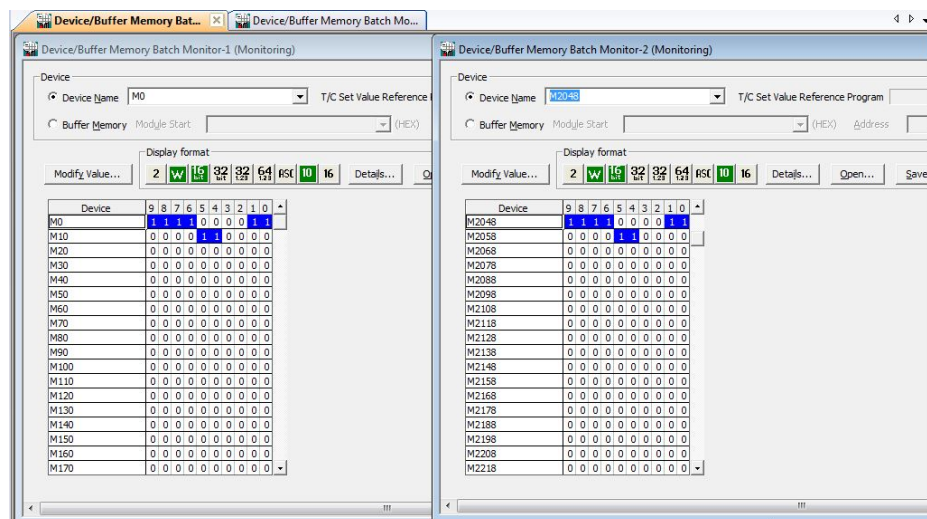 Device/Buffer Memory Bat... Device/Buffer Memory Batch Mo...
Device/Buffer Memory Batch Monitor-1 (Monitoring)
Device
Device Name M0 T/C Set Value Reference
Buffer Memory Module Start (HEX)
Display format
Modify Value... 2 W 16 bit 32 bit 32 1.23 64 1.23 ASC 10 16 Details...
Device 9 8 7 6 5 4 3 2 1 0
M0 1 1 1 1 0 0 0 0 1 1
M10 0 0 0 0 1 1 0 0 0 0
M20 0 0 0 0 0 0 0 0 0 0
M30 0 0 0 0 0 0 0 0 0 0
M40 0 0 0 0 0 0 0 0 0 0
M50 0 0 0 0 0 0 0 0 0 0
M60 0 0 0 0 0 0 0 0 0 0
M70 0 0 0 0 0 0 0 0 0 0
M80 0 0 0 0 0 0 0 0 0 0
M90 0 0 0 0 0 0 0 0 0 0
M100 0 0 0 0 0 0 0 0 0 0
M110 0 0 0 0 0 0 0 0 0 0
M120 0 0 0 0 0 0 0 0 0 0
M130 0 0 0 0 0 0 0 0 0 0
M140 0 0 0 0 0 0 0 0 0 0
M150 0 0 0 0 0 0 0 0 0 0
M160 0 0 0 0 0 0 0 0 0 0
M170 0 0 0 0 0 0 0 0 0 0
Device/Buffer Memory Batch Monitor-2 (Monitoring)
Device
Device Name M2048 T/C Set Value Reference Program
Buffer Memory Module Start (HEX) Address
Display format
Modify Value... 2 W 16 bit 32 bit 32 1.23 64 1.23 ASC 10 16 Details... Open... Save
Device 9 8 7 6 5 4 3 2 1 0
M2048 1 1 1 1 0 0 0 0 1 1
M2058 0 0 0 0 1 1 0 0 0 0
M2068 0 0 0 0 0 0 0 0 0 0
M2078 0 0 0 0 0 0 0 0 0 0
M2088 0 0 0 0 0 0 0 0 0 0
M2098 0 0 0 0 0 0 0 0 0 0
M2108 0 0 0 0 0 0 0 0 0 0
M2118 0 0 0 0 0 0 0 0 0 0
M2128 0 0 0 0 0 0 0 0 0 0
M2138 0 0 0 0 0 0 0 0 0 0
M2148 0 0 0 0 0 0 0 0 0 0
M2158 0 0 0 0 0 0 0 0 0 0
M2168 0 0 0 0 0 0 0 0 0 0
M2178 0 0 0 0 0 0 0 0 0 0
M2188 0 0 0 0 0 0 0 0 0 0
M2198 0 0 0 0 0 0 0 0 0 0
M2208 0 0 0 0 0 0 0 0 0 0
M2218 0 0 0 0 0 0 0 0 0 0